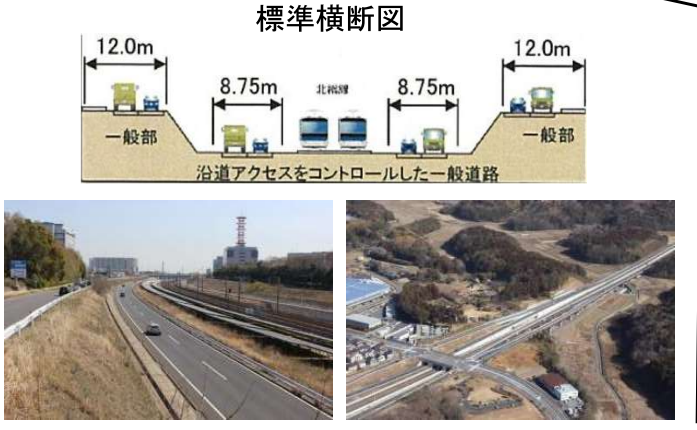 標準横断図
12.0m
12.0m
8.75m
北総線
8.75m
一般部
一般部
沿道アクセスをコントロールした一般道路